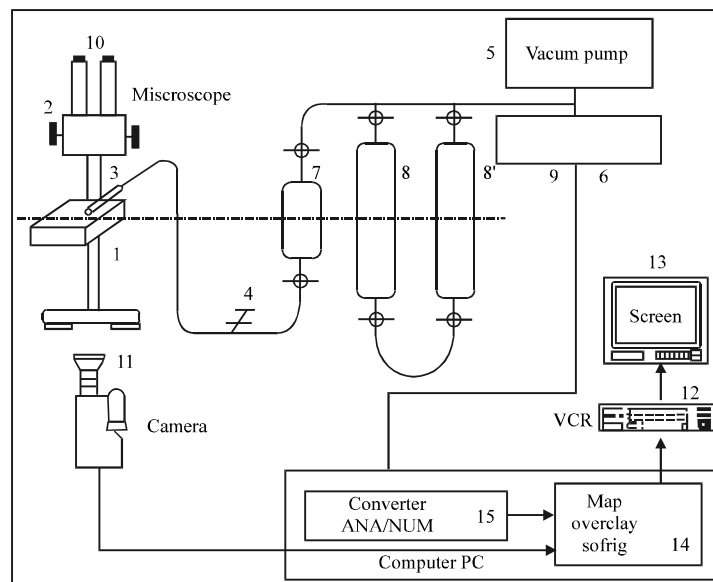 10
5
Vacum pump
2
Miscroscope
3
7
8
8'
9
6
1
4
13
Screen
11
12
VCR
Camera
Converter
ANA/NUM
15
Map
overclay
sofrig
14
Computer PC